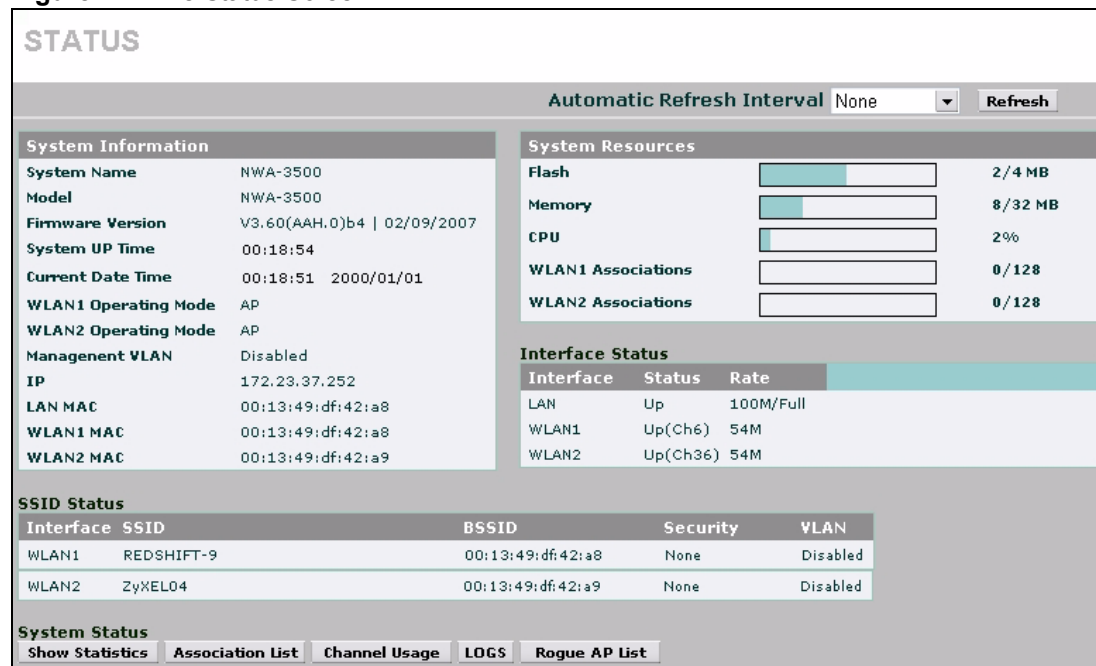 STATUS
Automatic Refresh Interval None Refresh
System Information
System Name NWA-3500
Model NWA-3500
Firmware Version V3.60(AAH.0)b4 | 02/09/2007
System UP Time 00:18:54
Current Date Time 00:18:51 2000/01/01
WLAN1 Operating Mode AP
WLAN2 Operating Mode AP
Managenent VLAN Disabled
IP 172.23.37.252
LAN MAC 00:13:49:df:42:a8
WLAN1 MAC 00:13:49:df:42:a8
WLAN2 MAC 00:13:49:df:42:a9
System Resources
Flash 2/4 MB
Memory 8/32 MB
CPU 2%
WLAN1 Associations 0/128
WLAN2 Associations 0/128
Interface Status
Interface Status Rate
LAN Up 100M/Full
WLAN1 Up(Ch6) 54M
WLAN2 Up(Ch36) 54M
SSID Status
Interface SSID BSSID Security VLAN
WLAN1 REDSHIFT-9 00:13:49:df:42:a8 None Disabled
WLAN2 ZyXEL04 00:13:49:df:42:a9 None Disabled
System Status
Show Statistics Association List Channel Usage LOGS Rogue AP List